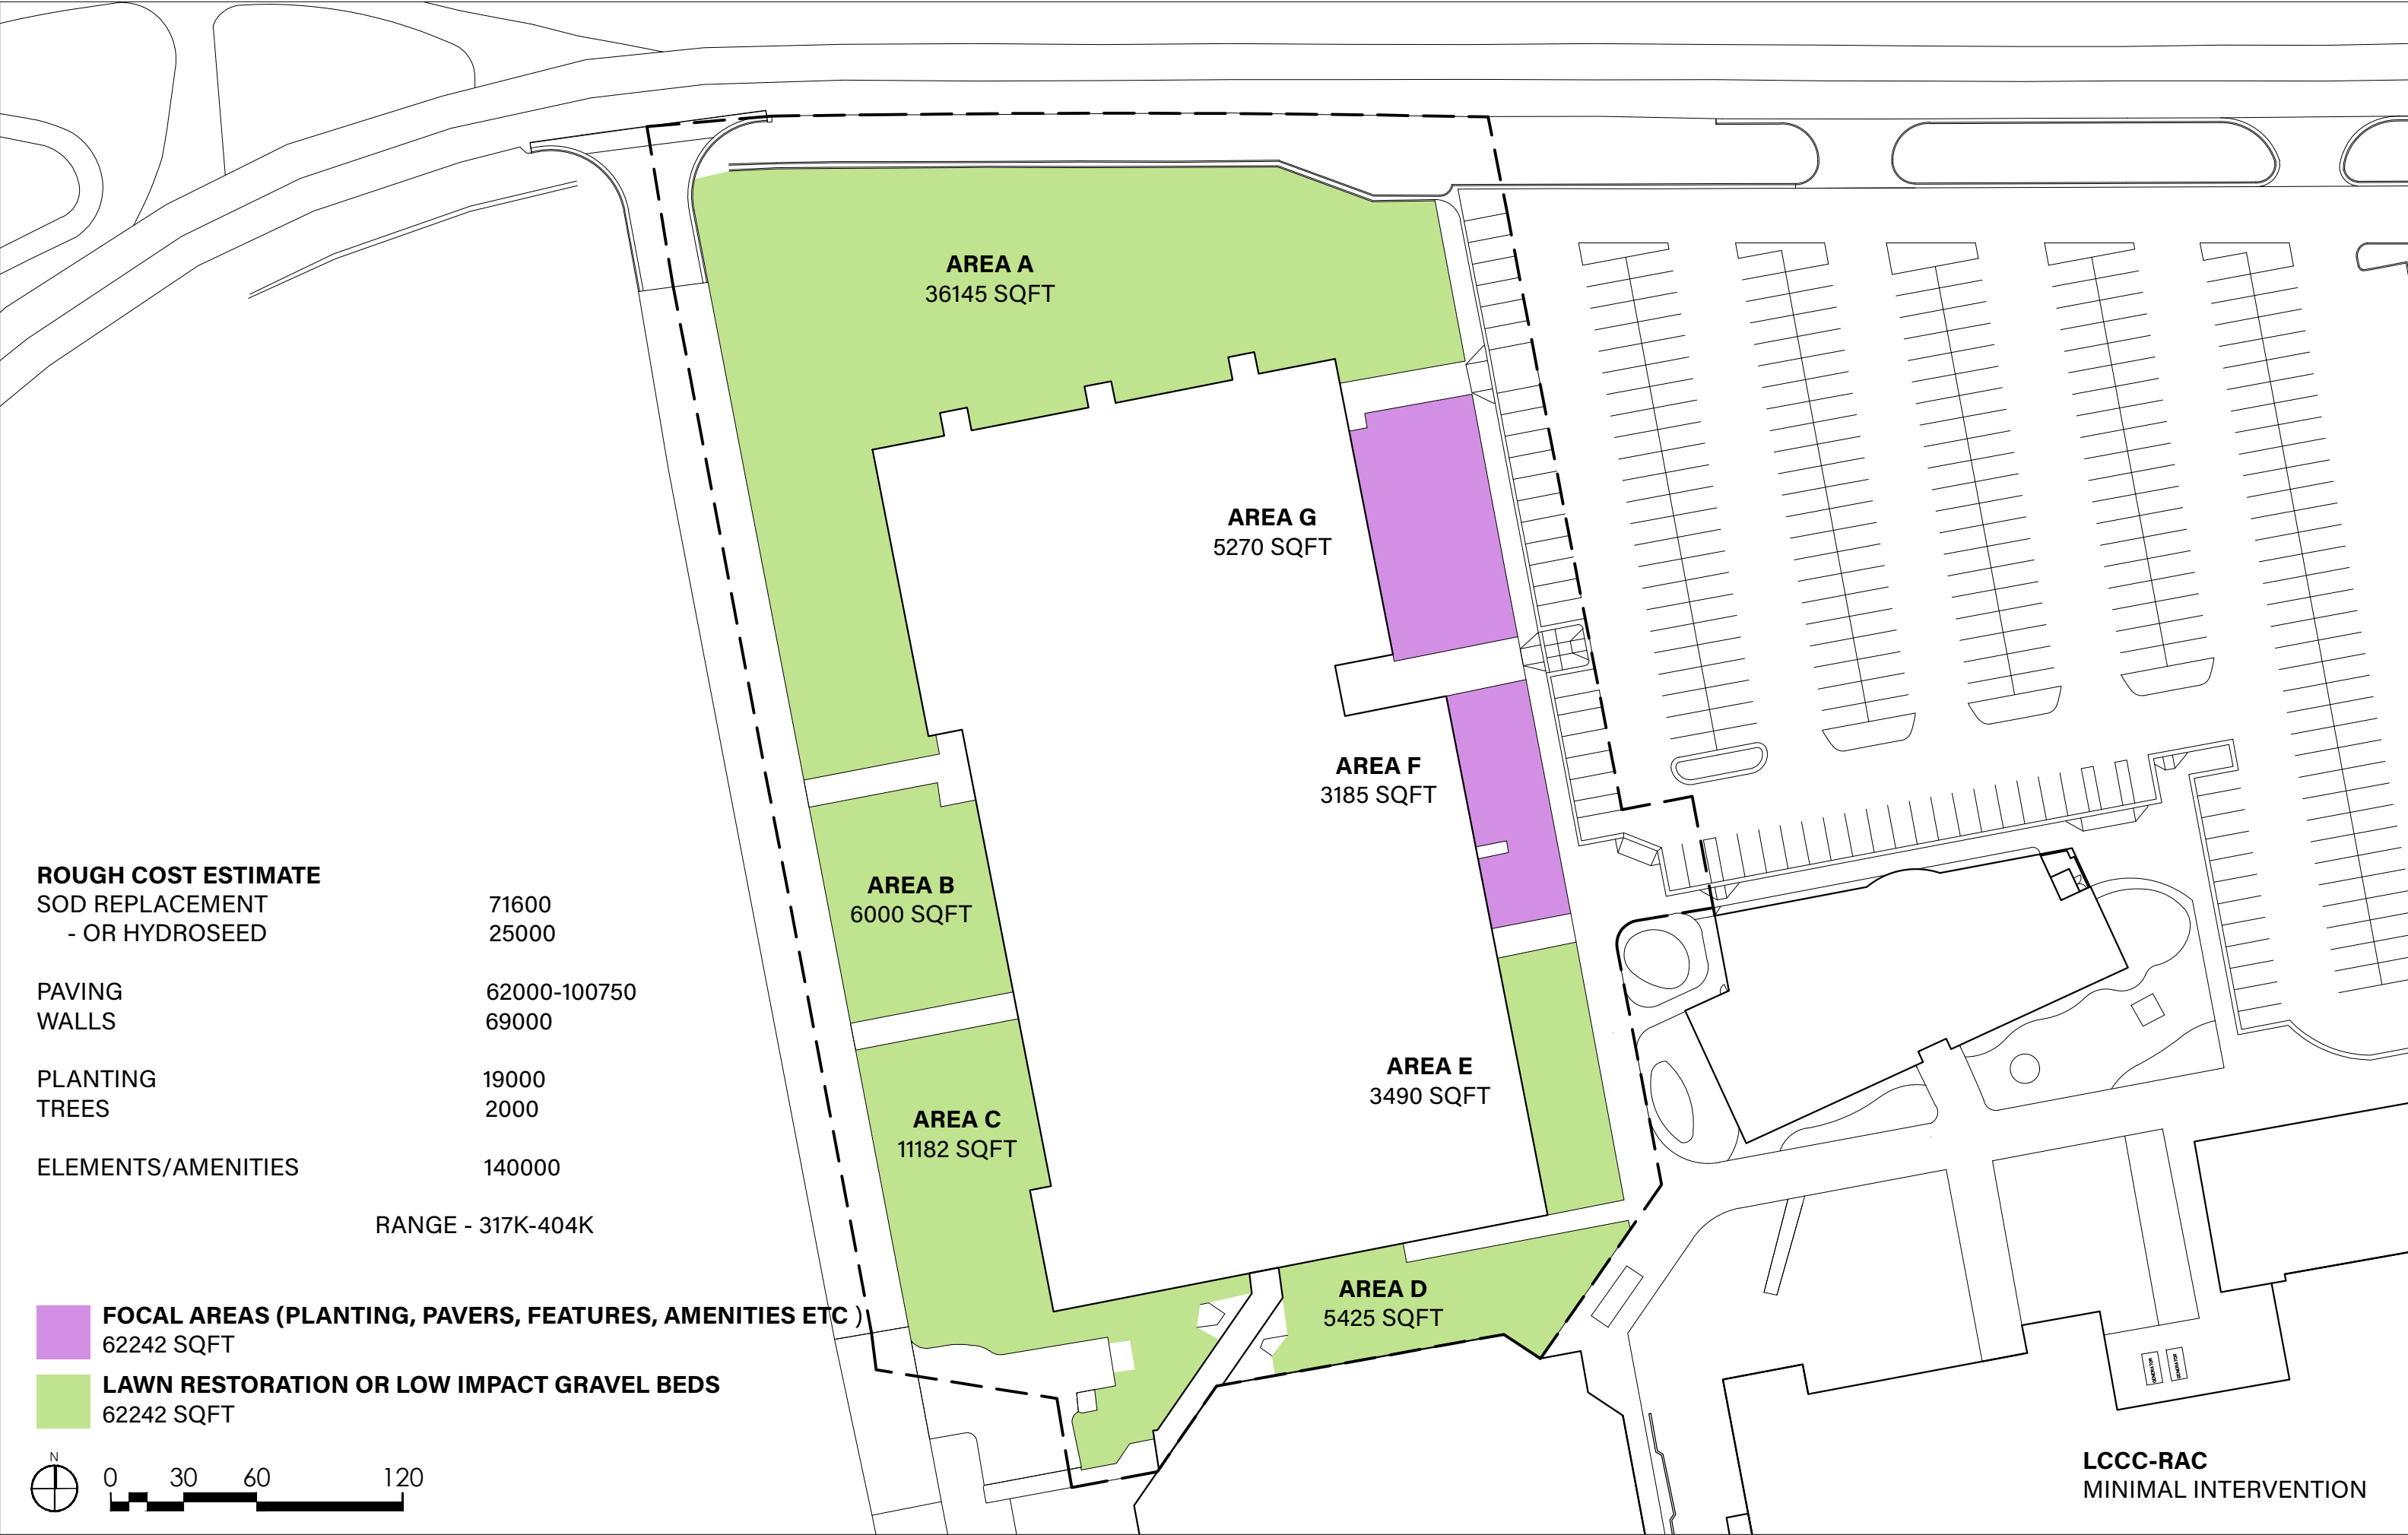 AREA A
36145 SQFT
AREA G
5270 SQFT
AREA F
3185 SQFT
AREA B
6000 SQFT
AREA E
3490 SQFT
AREA C
11182 SQFT
AREA D
5425 SQFT
ROUGH COST ESTIMATE
SOD REPLACEMENT 71600
- OR HYDROSEED 25000
PAVING 62000-100750
WALLS 69000
PLANTING 19000
TREES 2000
ELEMENTS/AMENITIES 140000
RANGE - 317K-404K
FOCAL AREAS (PLANTING, PAVERS, FEATURES, AMENITIES ETC )
62242 SQFT
LAWN RESTORATION OR LOW IMPACT GRAVEL BEDS
62242 SQFT
N
0 30 60 120
GENERATOR
GENERATOR
LCCC-RAC
MINIMAL INTERVENTION